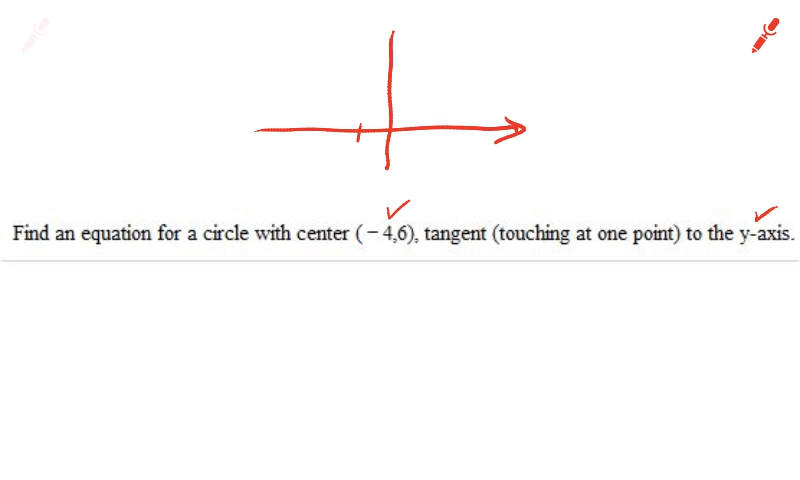 Find an equation for a circle with center (−4,6), tangent (touching at one point) to the y-axis.